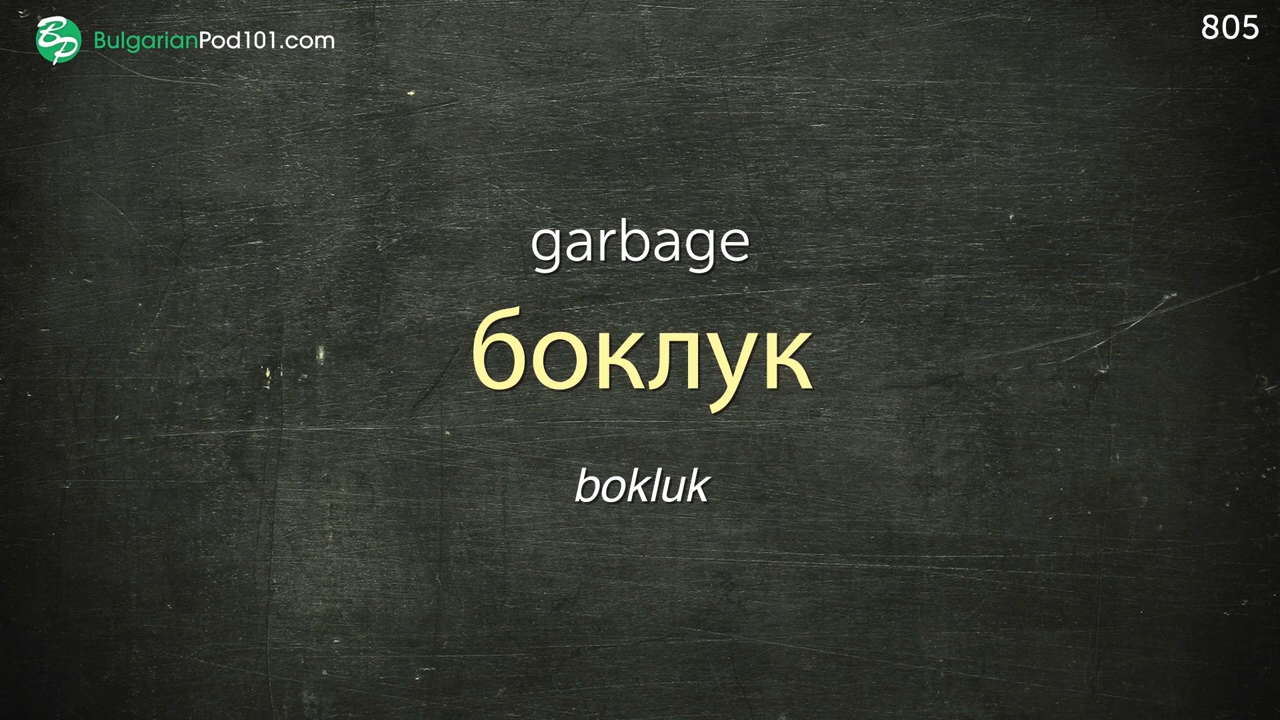 BulgarianPod101.com
805
garbage
боклук
bokluk